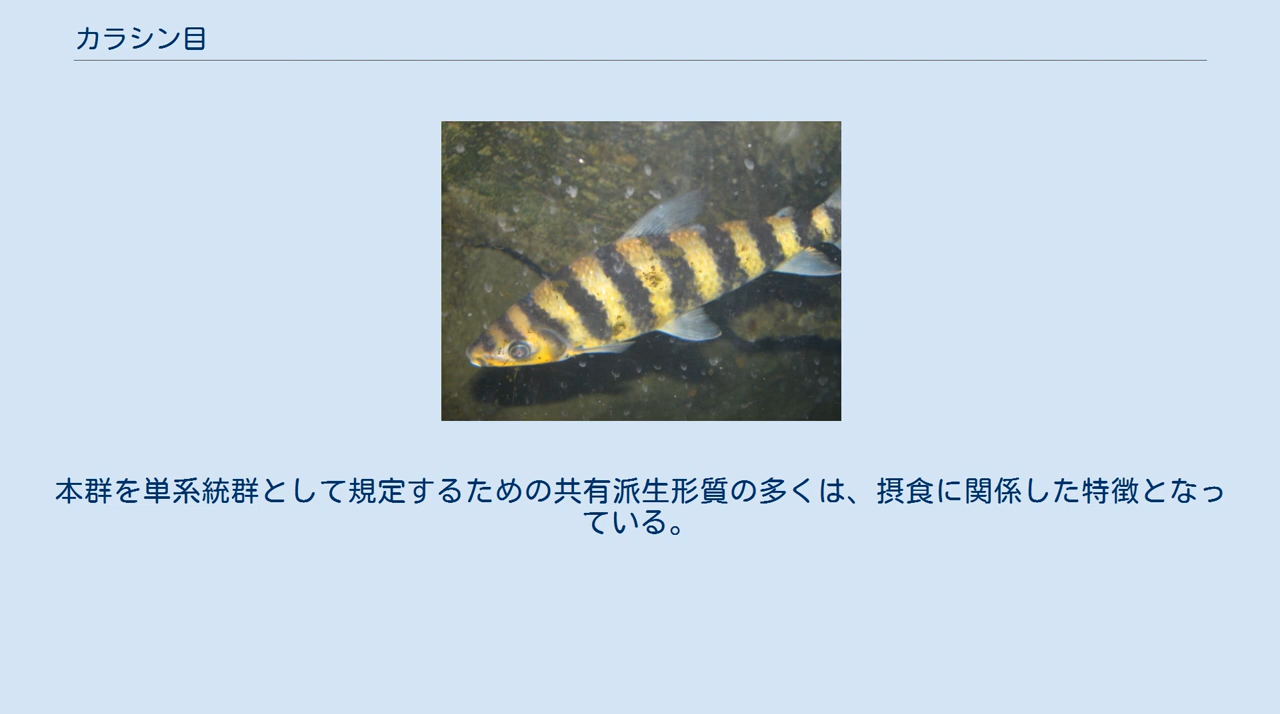 カラシン目
本群を単系統群として規定するための共有派生形質の多くは、摂食に関係した特徴となっ
ている。